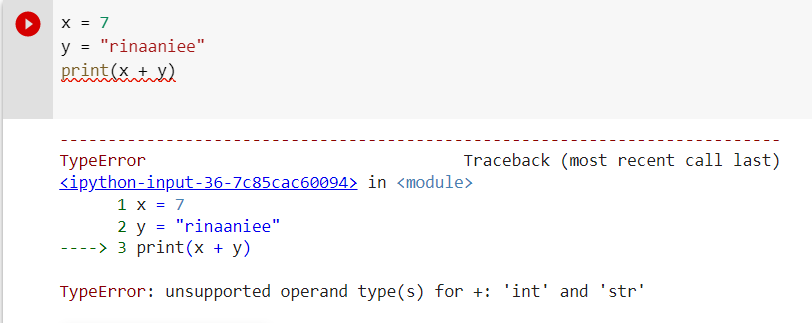 x = 7
y = "rinaaniee"
print(x + y)
---------------------------------------------------------------------------
TypeError                                 Traceback (most recent call last)
<ipython-input-36-7c85cac60094> in <module>
      1 x = 7
      2 y = "rinaaniee"
----> 3 print(x + y)
TypeError: unsupported operand type(s) for +: 'int' and 'str'